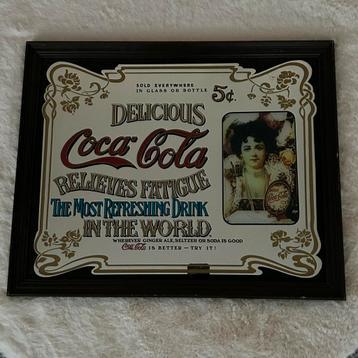 SOLD EVERYWHERE
IN GLASS OR BOTTLE 5¢.
DELICIOUS
Coca-Cola
RELIEVES FATIGUE
THE MOST REFRESHING DRINK
IN THE WORLD
WHEREVER GINGER ALE, SELTZER OR SODA IS GOOD
Coca-Cola IS BETTER - TRY IT!